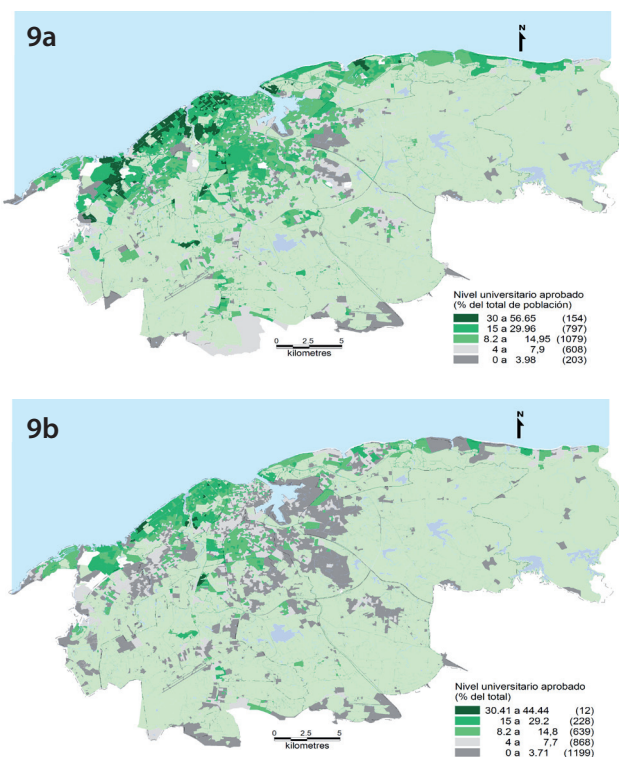 9a
N
Nivel universitario aprobado
(% del total de población)
30 a 56.65 (154)
15 a 29.96 (797)
8.2 a 14,95 (1079)
4 a 7,9 (608)
0 a 3.98 (203)
0 2.5 5
kilometres
9b
N
Nivel universitario aprobado
(% del total)
30.41 a 44.44 (12)
15 a 29.2 (228)
8.2 a 14,8 (639)
4 a 7,7 (868)
0 a 3.71 (1199)
0 2.5 5
kilometres